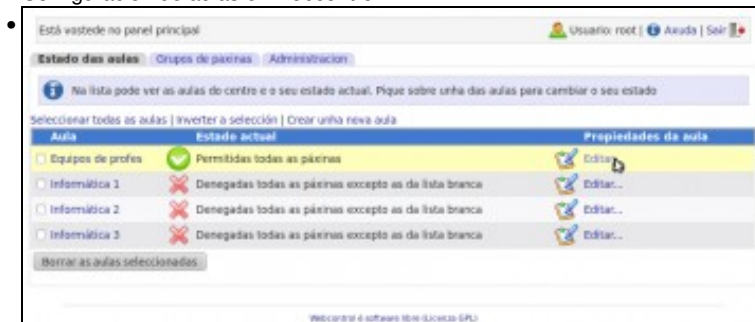 Está vostede no panel principal
Usuario: root | Axuda | Sair
Estado das aulas Grupos de paxinas Administracion
Na lista pode ver as aulas do centro e o seu estado actual. Pique sobre unha das aulas para cambiar o seu estado
Seleccionar todas as aulas | Inverter a selección | Crear unha nova aula
Aula Estado actual Propiedades da aula
Equipos de profes Permitidas todas as páxinas Editar...
Informática 1 Denegadas todas as páxinas excepto as da lista branca Editar...
Informática 2 Denegadas todas as páxinas excepto as da lista branca Editar...
Informática 3 Denegadas todas as páxinas excepto as da lista branca Editar...
Borrar as aulas seleccionadas
Webcontrol é software libre (Licenza GPL)